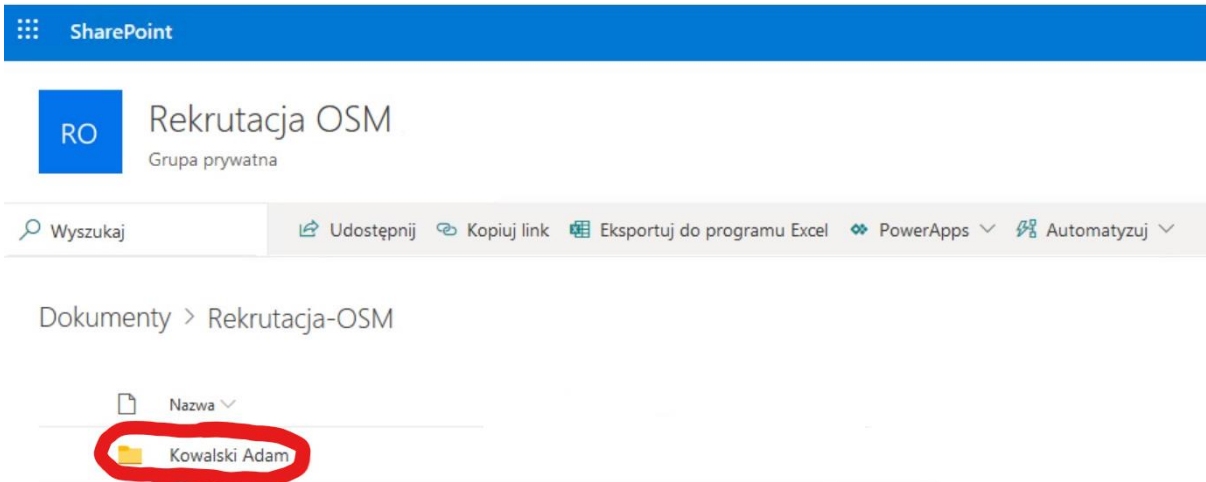 SharePoint
RO
Rekrutacja OSM
Grupa prywatna
Wyszukaj
Udostępnij Kopiuj link Eksportuj do programu Excel PowerApps Automatyzuj
Dokumenty > Rekrutacja-OSM
Nazwa
Kowalski Adam